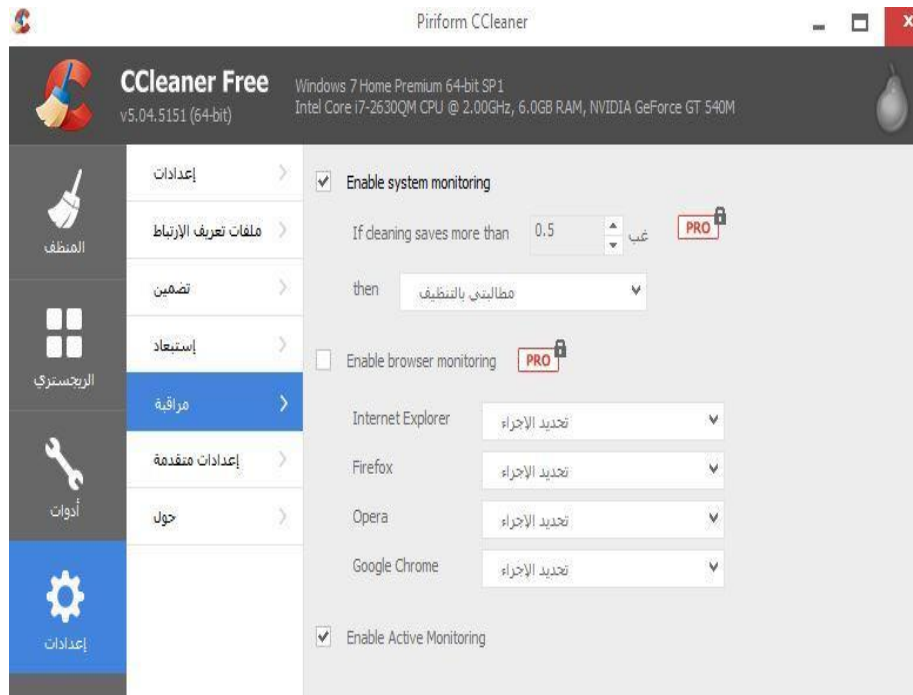 Piriform CCleaner
CCleaner Free
v5.04.5151 (64-bit)
Windows 7 Home Premium 64-bit SP1
Intel Core i7-2630QM CPU @ 2.00GHz, 6.0GB RAM, NVIDIA GeForce GT 540M
المنظف
الريجستري
أدوات
إعدادات
إعدادات
ملفات تعريف الإرتباط
تضمين
إستبعاد
مراقبة
إعدادات متقدمة
حول
Enable system monitoring
If cleaning saves more than 0.5 غب PRO
then مطالبتي بالتنظيف
Enable browser monitoring PRO
Internet Explorer تحديد الإجراء
Firefox تحديد الإجراء
Opera تحديد الإجراء
Google Chrome تحديد الإجراء
Enable Active Monitoring